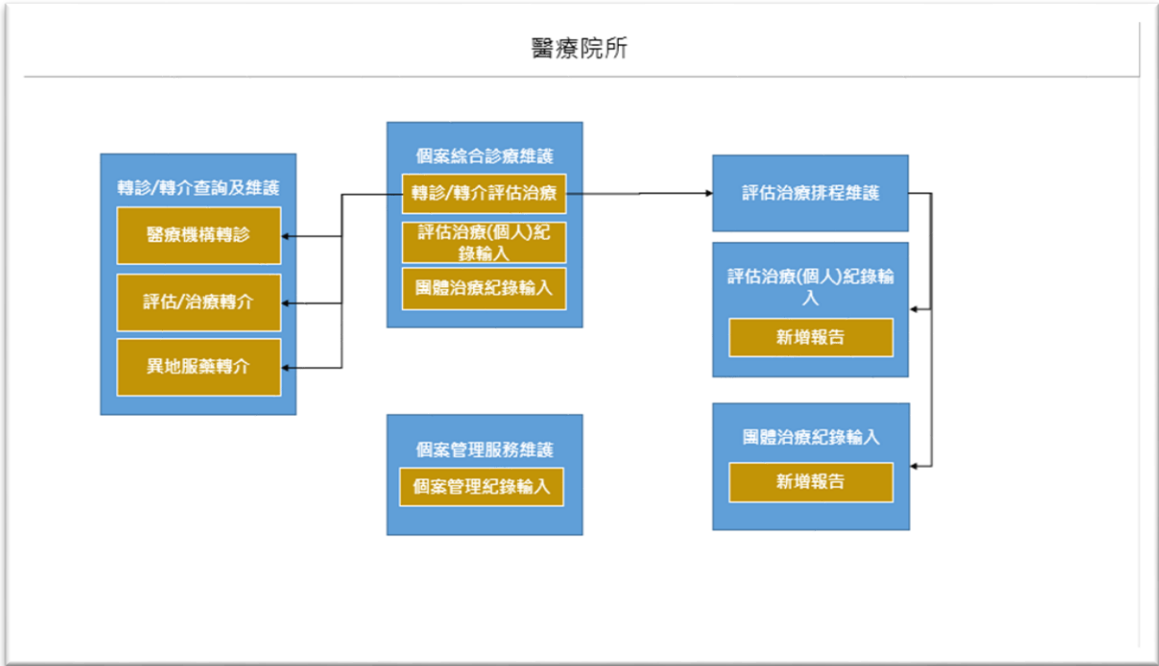 醫療院所
轉診/轉介查詢及維護
醫療機構轉診
評估/治療轉介
異地服藥轉介
個案綜合診療維護
轉診/轉介評估治療
評估治療(個人)紀
錄輸入
團體治療紀錄輸入
個案管理服務維護
個案管理紀錄輸入
評估治療排程維護
評估治療(個人)紀錄輸
入
新增報告
團體治療紀錄輸入
新增報告